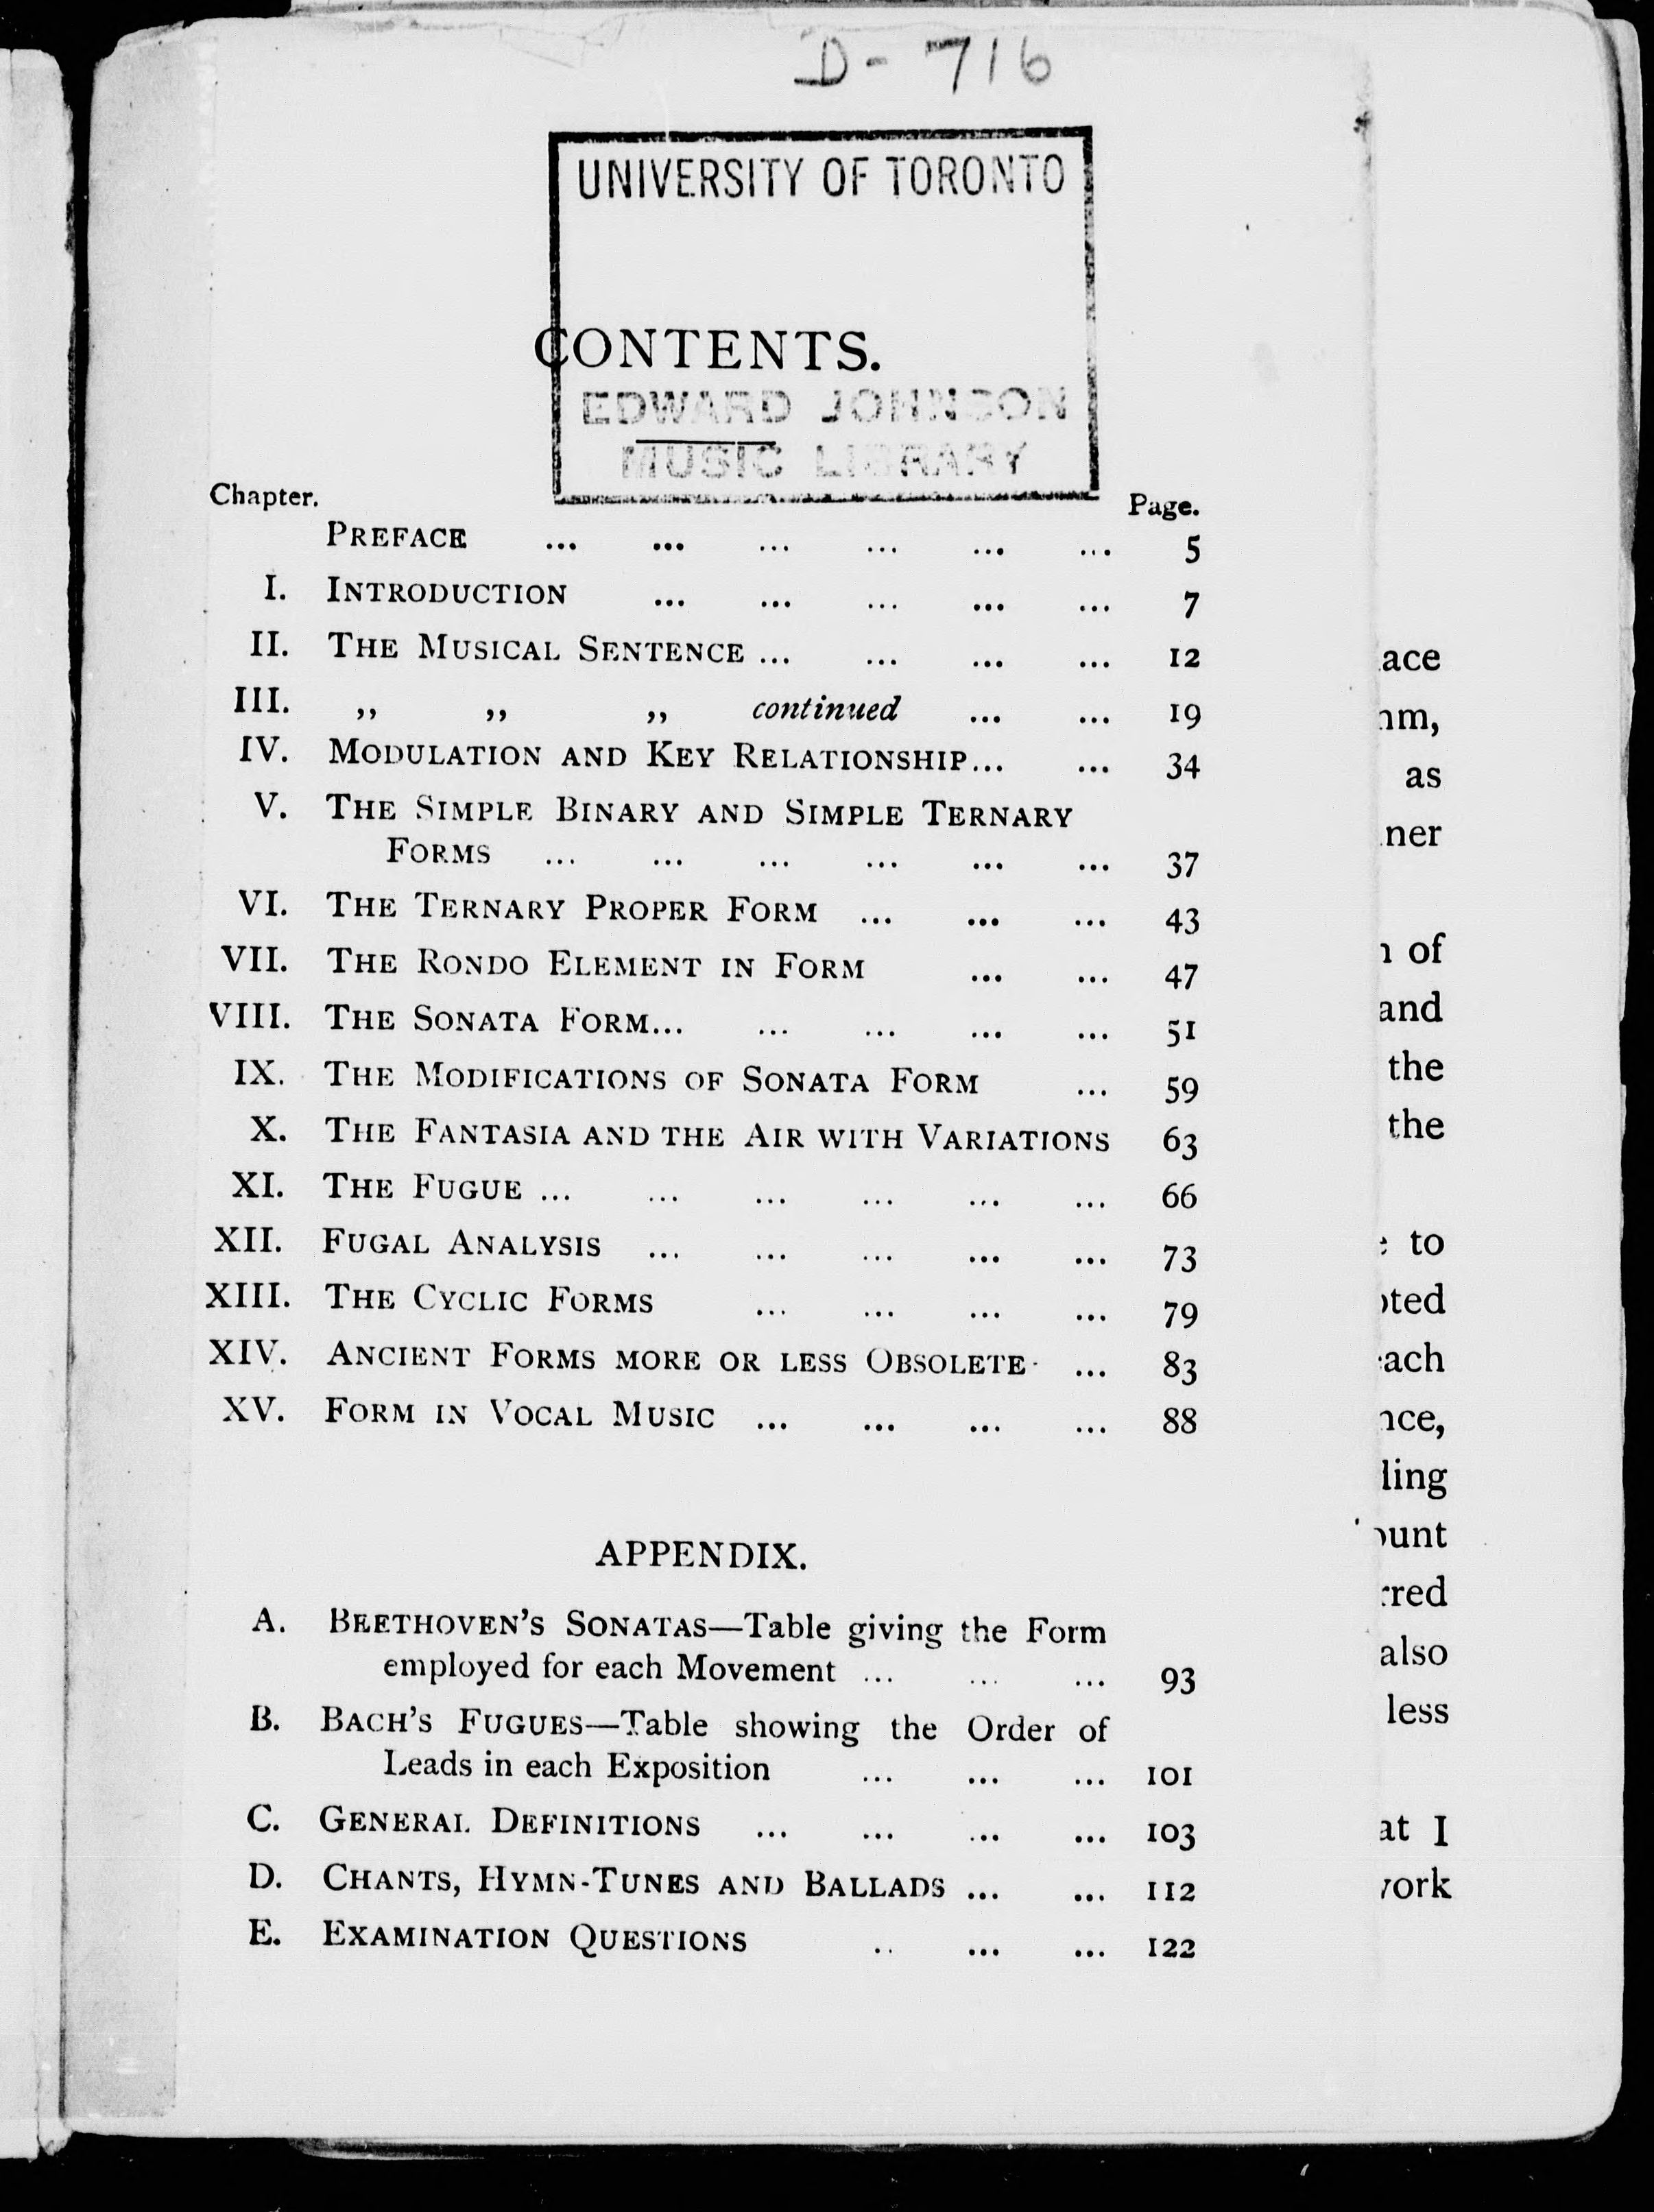 D- 716
UNIVERSITY OF TORONTO
CONTENTS.
EDWARD JOHNSON
MUSIC LIBRARY
Chapter. Page.
PREFACE ... ... ... ... ... ... 5
I. INTRODUCTION ... ... ... ... ... 7
II. THE MUSICAL SENTENCE ... ... ... ... 12
III. ,, ,, ,, continued ... ... 19
IV. MODULATION AND KEY RELATIONSHIP... ... 34
V. THE SIMPLE BINARY AND SIMPLE TERNARY
FORMS ... ... ... ... ... ... 37
VI. THE TERNARY PROPER FORM ... ... ... 43
VII. THE RONDO ELEMENT IN FORM ... ... 47
VIII. THE SONATA FORM... ... ... ... ... 51
IX. THE MODIFICATIONS OF SONATA FORM ... 59
X. THE FANTASIA AND THE AIR WITH VARIATIONS 63
XI. THE FUGUE ... ... ... ... ... ... 66
XII. FUGAL ANALYSIS ... ... ... ... ... 73
XIII. THE CYCLIC FORMS ... ... ... ... 79
XIV. ANCIENT FORMS MORE OR LESS OBSOLETE ... 83
XV. FORM IN VOCAL MUSIC ... ... ... ... 88
APPENDIX.
A. BEETHOVEN'S SONATAS—Table giving the Form
employed for each Movement ... ... ... 93
B. BACH'S FUGUES—Table showing the Order of
Leads in each Exposition ... ... ... 101
C. GENERAL DEFINITIONS ... ... ... ... 103
D. CHANTS, HYMN-TUNES AND BALLADS ... ... 112
E. EXAMINATION QUESTIONS .. ... ... 122
as
of
and
the
the
to
also
less
at I